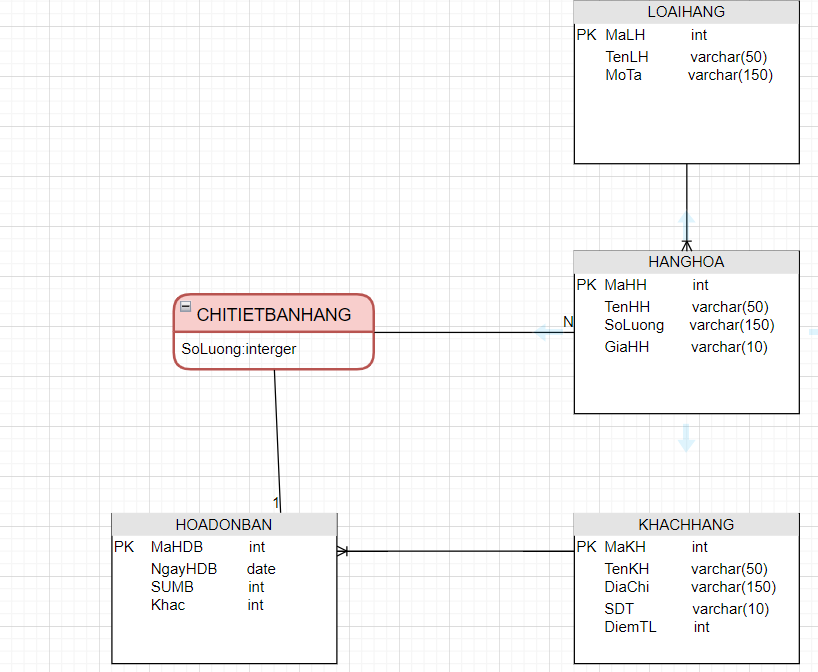 LOAIHANG
PK MaLH int
TenLH varchar(50)
MoTa varchar(150)
HANGHOA
PK MaHH int
TenHH varchar(50)
SoLuong varchar(150)
GiaHH varchar(10)
CHITIETBANHANG
SoLuong:interger
N
1
HOADONBAN
PK MaHDB int
NgayHDB date
SUMB int
Khac int
KHACHHANG
PK MaKH int
TenKH varchar(50)
DiaChi varchar(150)
SDT varchar(10)
DiemTL int